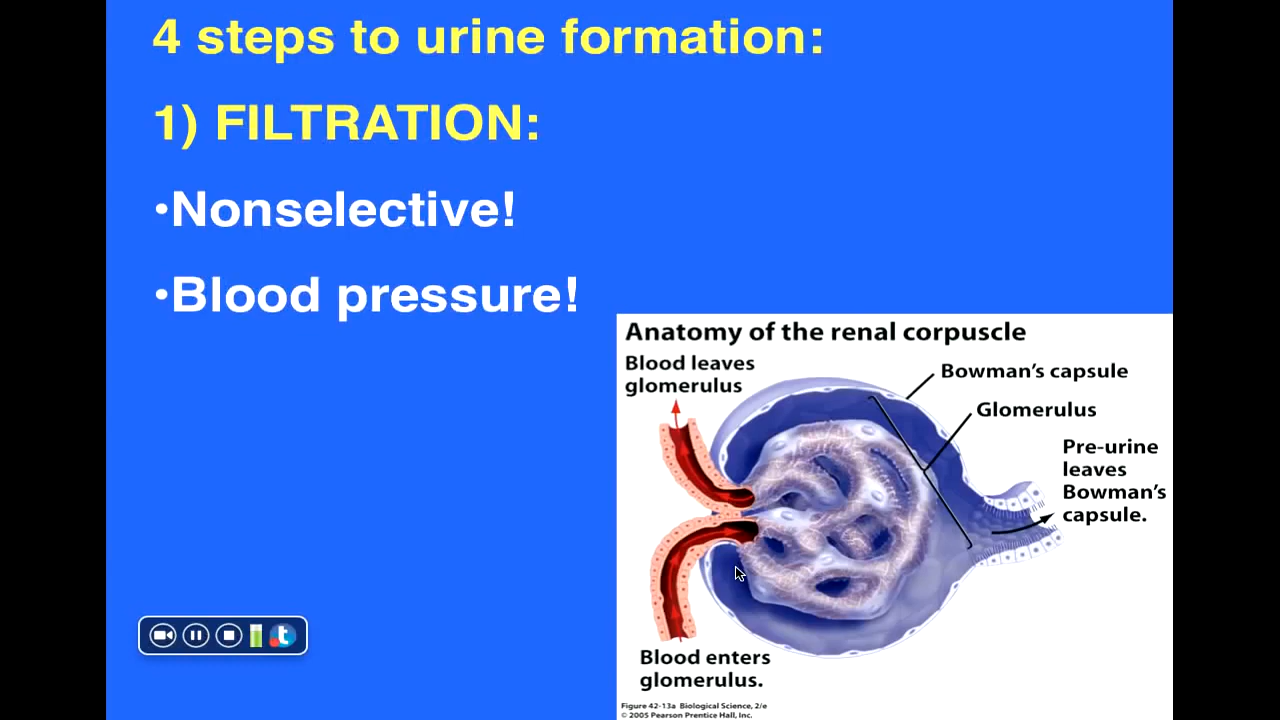 4 steps to urine formation:
1) FILTRATION:
•Nonselective!
•Blood pressure!
Anatomy of the renal corpuscle
Blood leaves
glomerulus
Bowman's capsule
Glomerulus
Pre-urine
leaves
Bowman's
capsule.
Blood enters
glomerulus.
Figure 42-13a Biological Science, 2/e
© 2005 Pearson Prentice Hall, Inc.
t